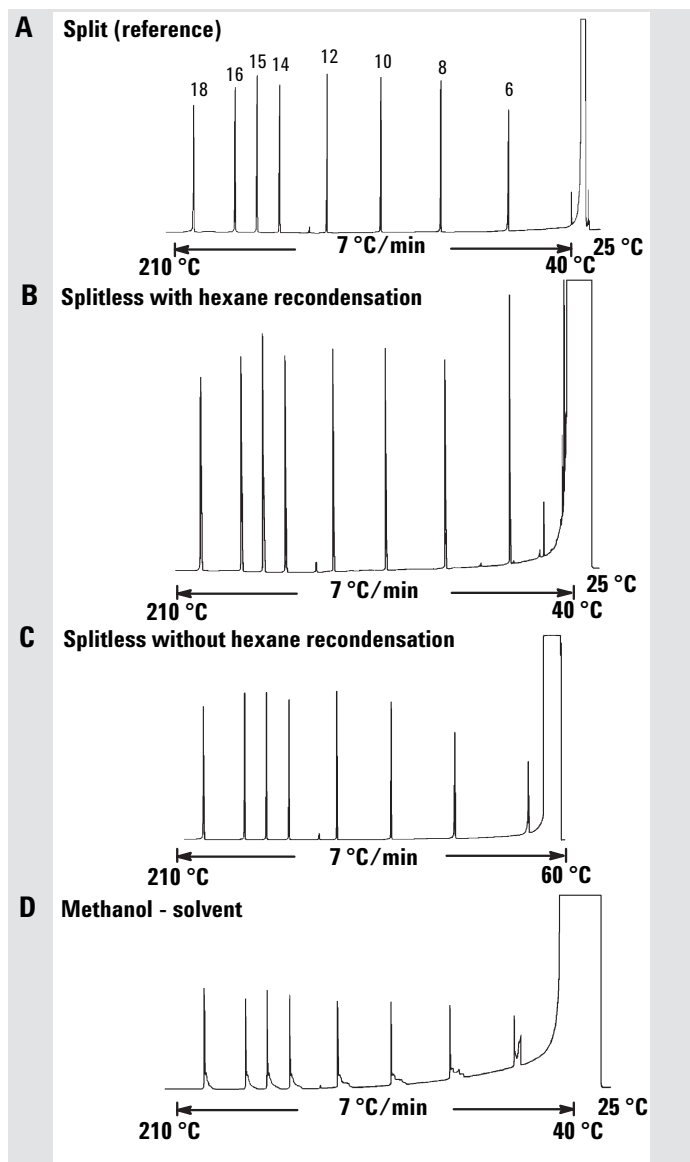 A Split (reference)
18 16 15 14 12 10 8 6
7 °C/min
210 °C 40 °C 25 °C
B Splitless with hexane recondensation
7 °C/min
210 °C 40 °C 25 °C
C Splitless without hexane recondensation
7 °C/min
210 °C 60 °C
D Methanol - solvent
7 °C/min
210 °C 40 °C 25 °C